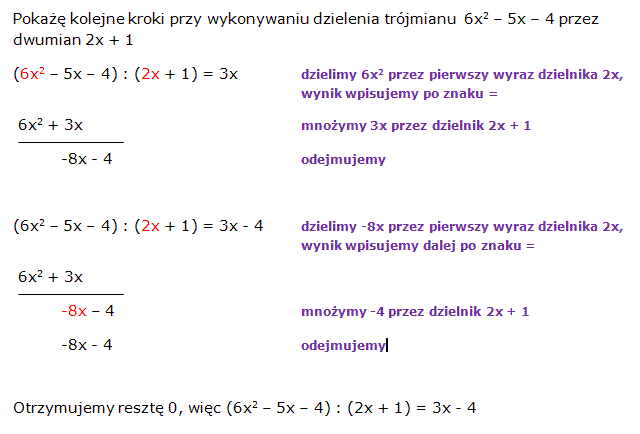 Pokażę kolejne kroki przy wykonywaniu dzielenia trójmianu 6x² – 5x – 4 przez
dwumian 2x + 1
(6x² – 5x – 4) : (2x + 1) = 3x
dzielimy 6x² przez pierwszy wyraz dzielnika 2x,
wynik wpisujemy po znaku =
6x² + 3x
mnożymy 3x przez dzielnik 2x + 1
-8x - 4
odejmujemy
(6x² – 5x – 4) : (2x + 1) = 3x - 4
dzielimy -8x przez pierwszy wyraz dzielnika 2x,
wynik wpisujemy dalej po znaku =
6x² + 3x
-8x – 4
mnożymy -4 przez dzielnik 2x + 1
-8x - 4
odejmujemy
Otrzymujemy resztę 0, więc (6x² – 5x – 4) : (2x + 1) = 3x - 4